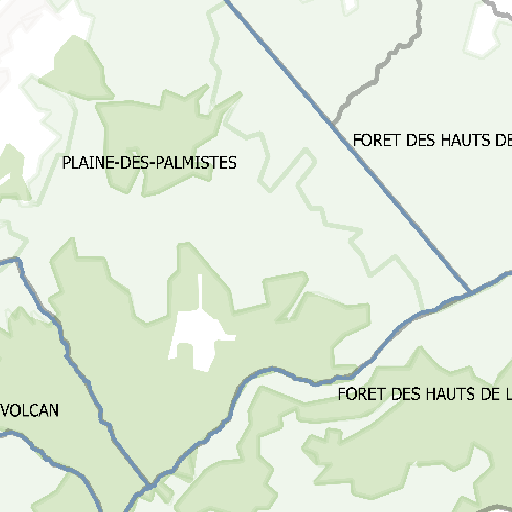 FORET DES HAUTS DE
PLAINE-DES-PALMISTES
FORET DES HAUTS DE L
VOLCAN